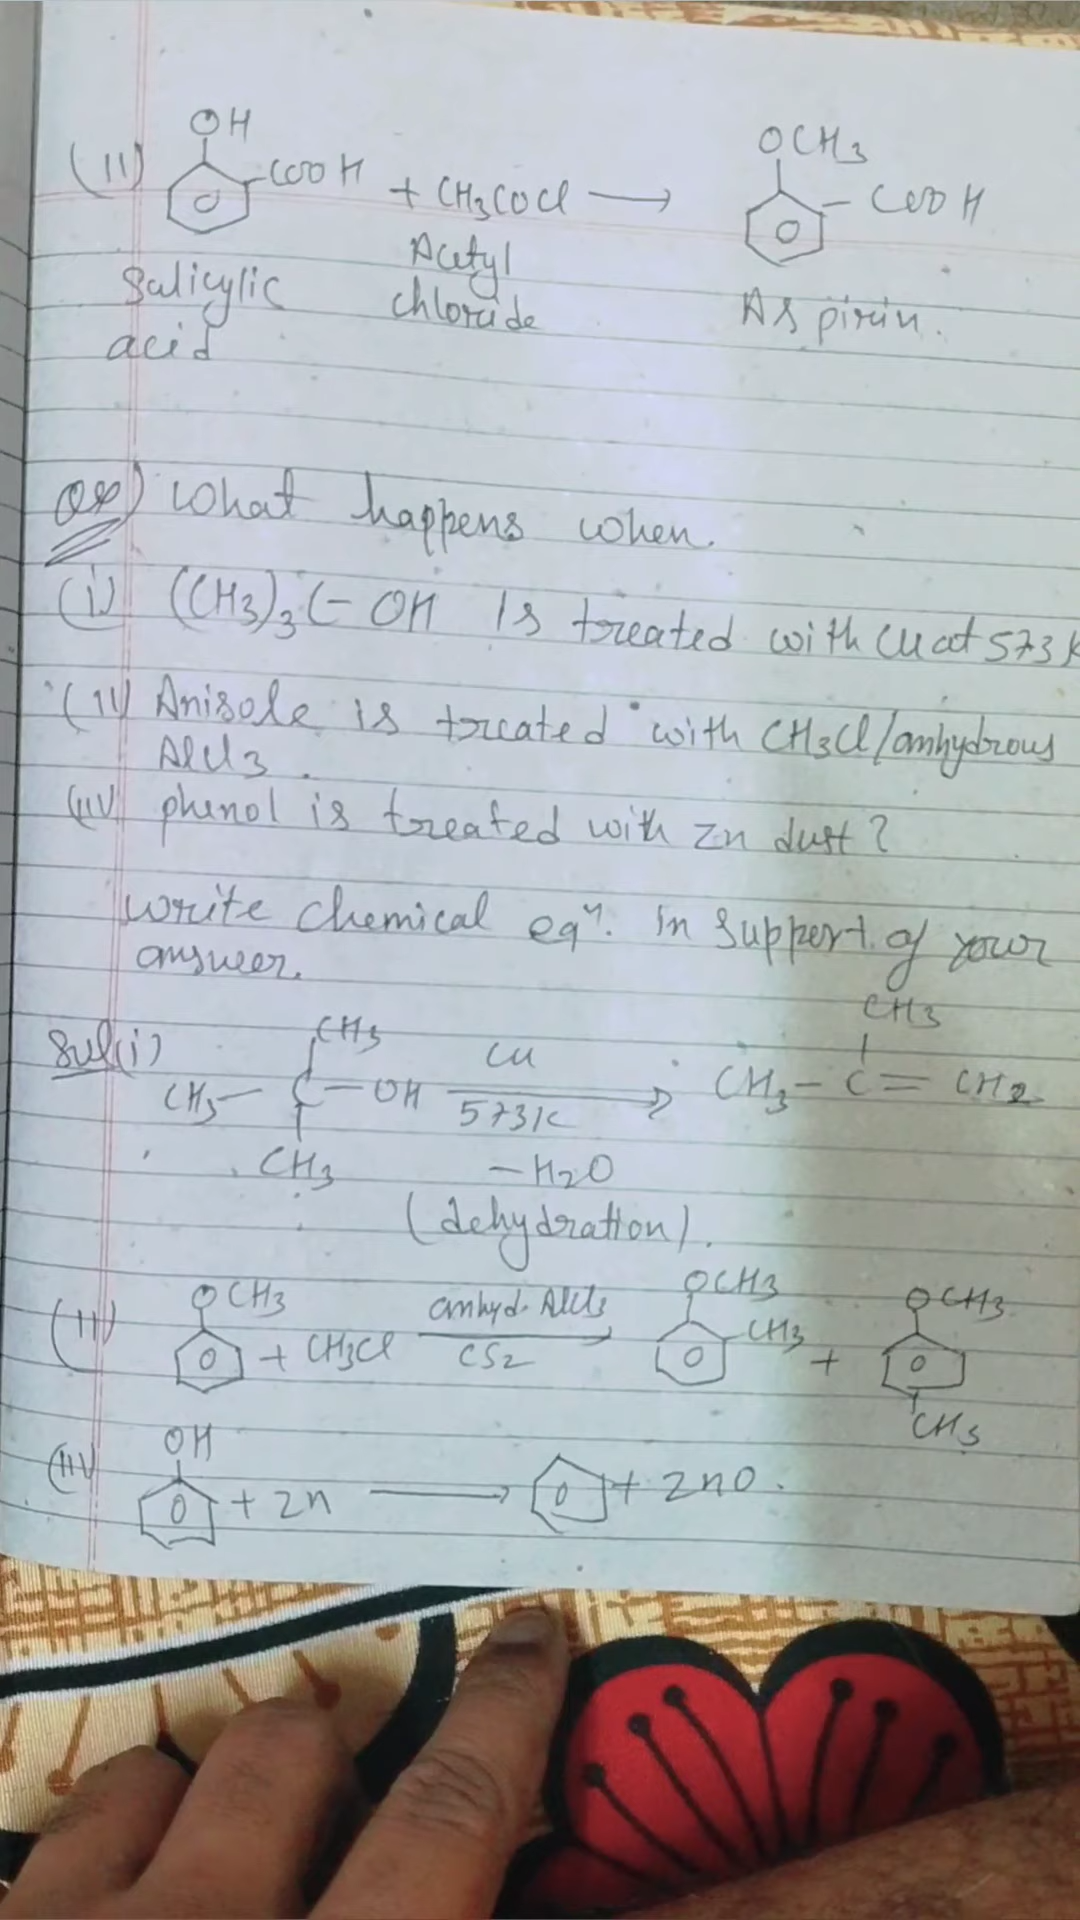 OH
(II) COOH + CH3COCl ⟶ OCH3 COOH
Salicylic acid Acetyl chloride Aspirin.
Q8) What happens when.
(i) (CH3)3C-OH Is treated with Cu at 573K
(II) Anisole is treated with CH3Cl/anhydrous
AlCl3.
(III) phenol is treated with Zn dust?
Write Chemical eqn. In Support of your
answer.
Sol(i) CH3- C(CH3)(CH3) -OH Cu 573K ⟶ CH3-C(CH3)=CH2
-H2O
(dehydration).
(II) OCH3 + CH3Cl anhyd. AlCl3 CS2 ⟶ OCH3 -CH3 + OCH3 CH3
(III) OH + Zn ⟶ + ZnO.